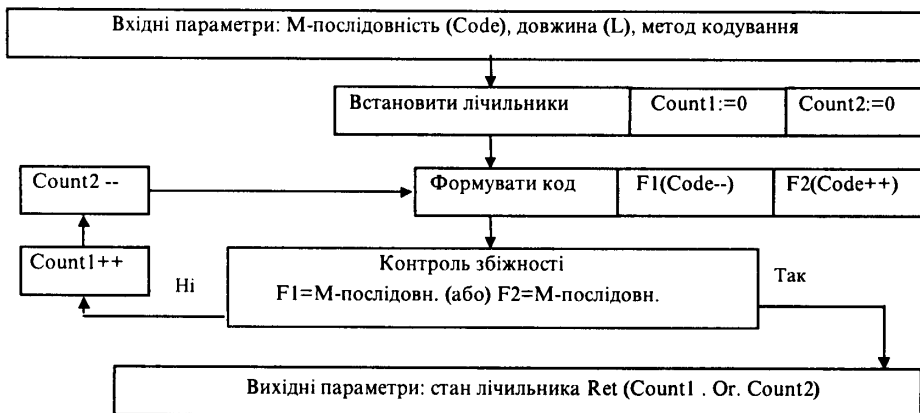 Вхідні параметри: М-послідовність (Code), довжина (L), метод кодування
Встановити лічильники Count1:=0 Count2:=0
Count2 --
Формувати код F1(Code--) F2(Code++)
Count1++
Ні
Контроль збіжності
F1=М-послідовн. (або) F2=М-послідовн.
Так
Вихідні параметри: стан лічильника Ret (Count1 . Or. Count2)